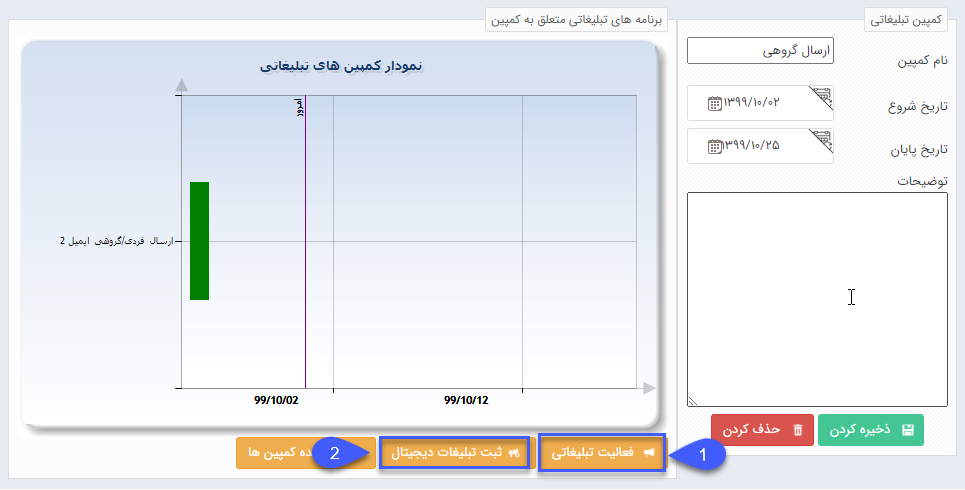 کمپین تبلیغاتی
نام کمپین
ارسال گروهی
تاریخ شروع
۱۳۹۹/۱۰/۰۲
تاریخ پایان
۱۳۹۹/۱۰/۲۵
توضیحات
ذخیره کردن
حذف کردن
برنامه های تبلیغاتی متعلق به کمپین
نمودار کمپین های تبلیغاتی
امروز
ارسال فردی/گروهی ایمیل 2
99/10/02
99/10/12
فعالیت تبلیغاتی
1
ثبت تبلیغات دیجیتال
2
ده کمپین ها